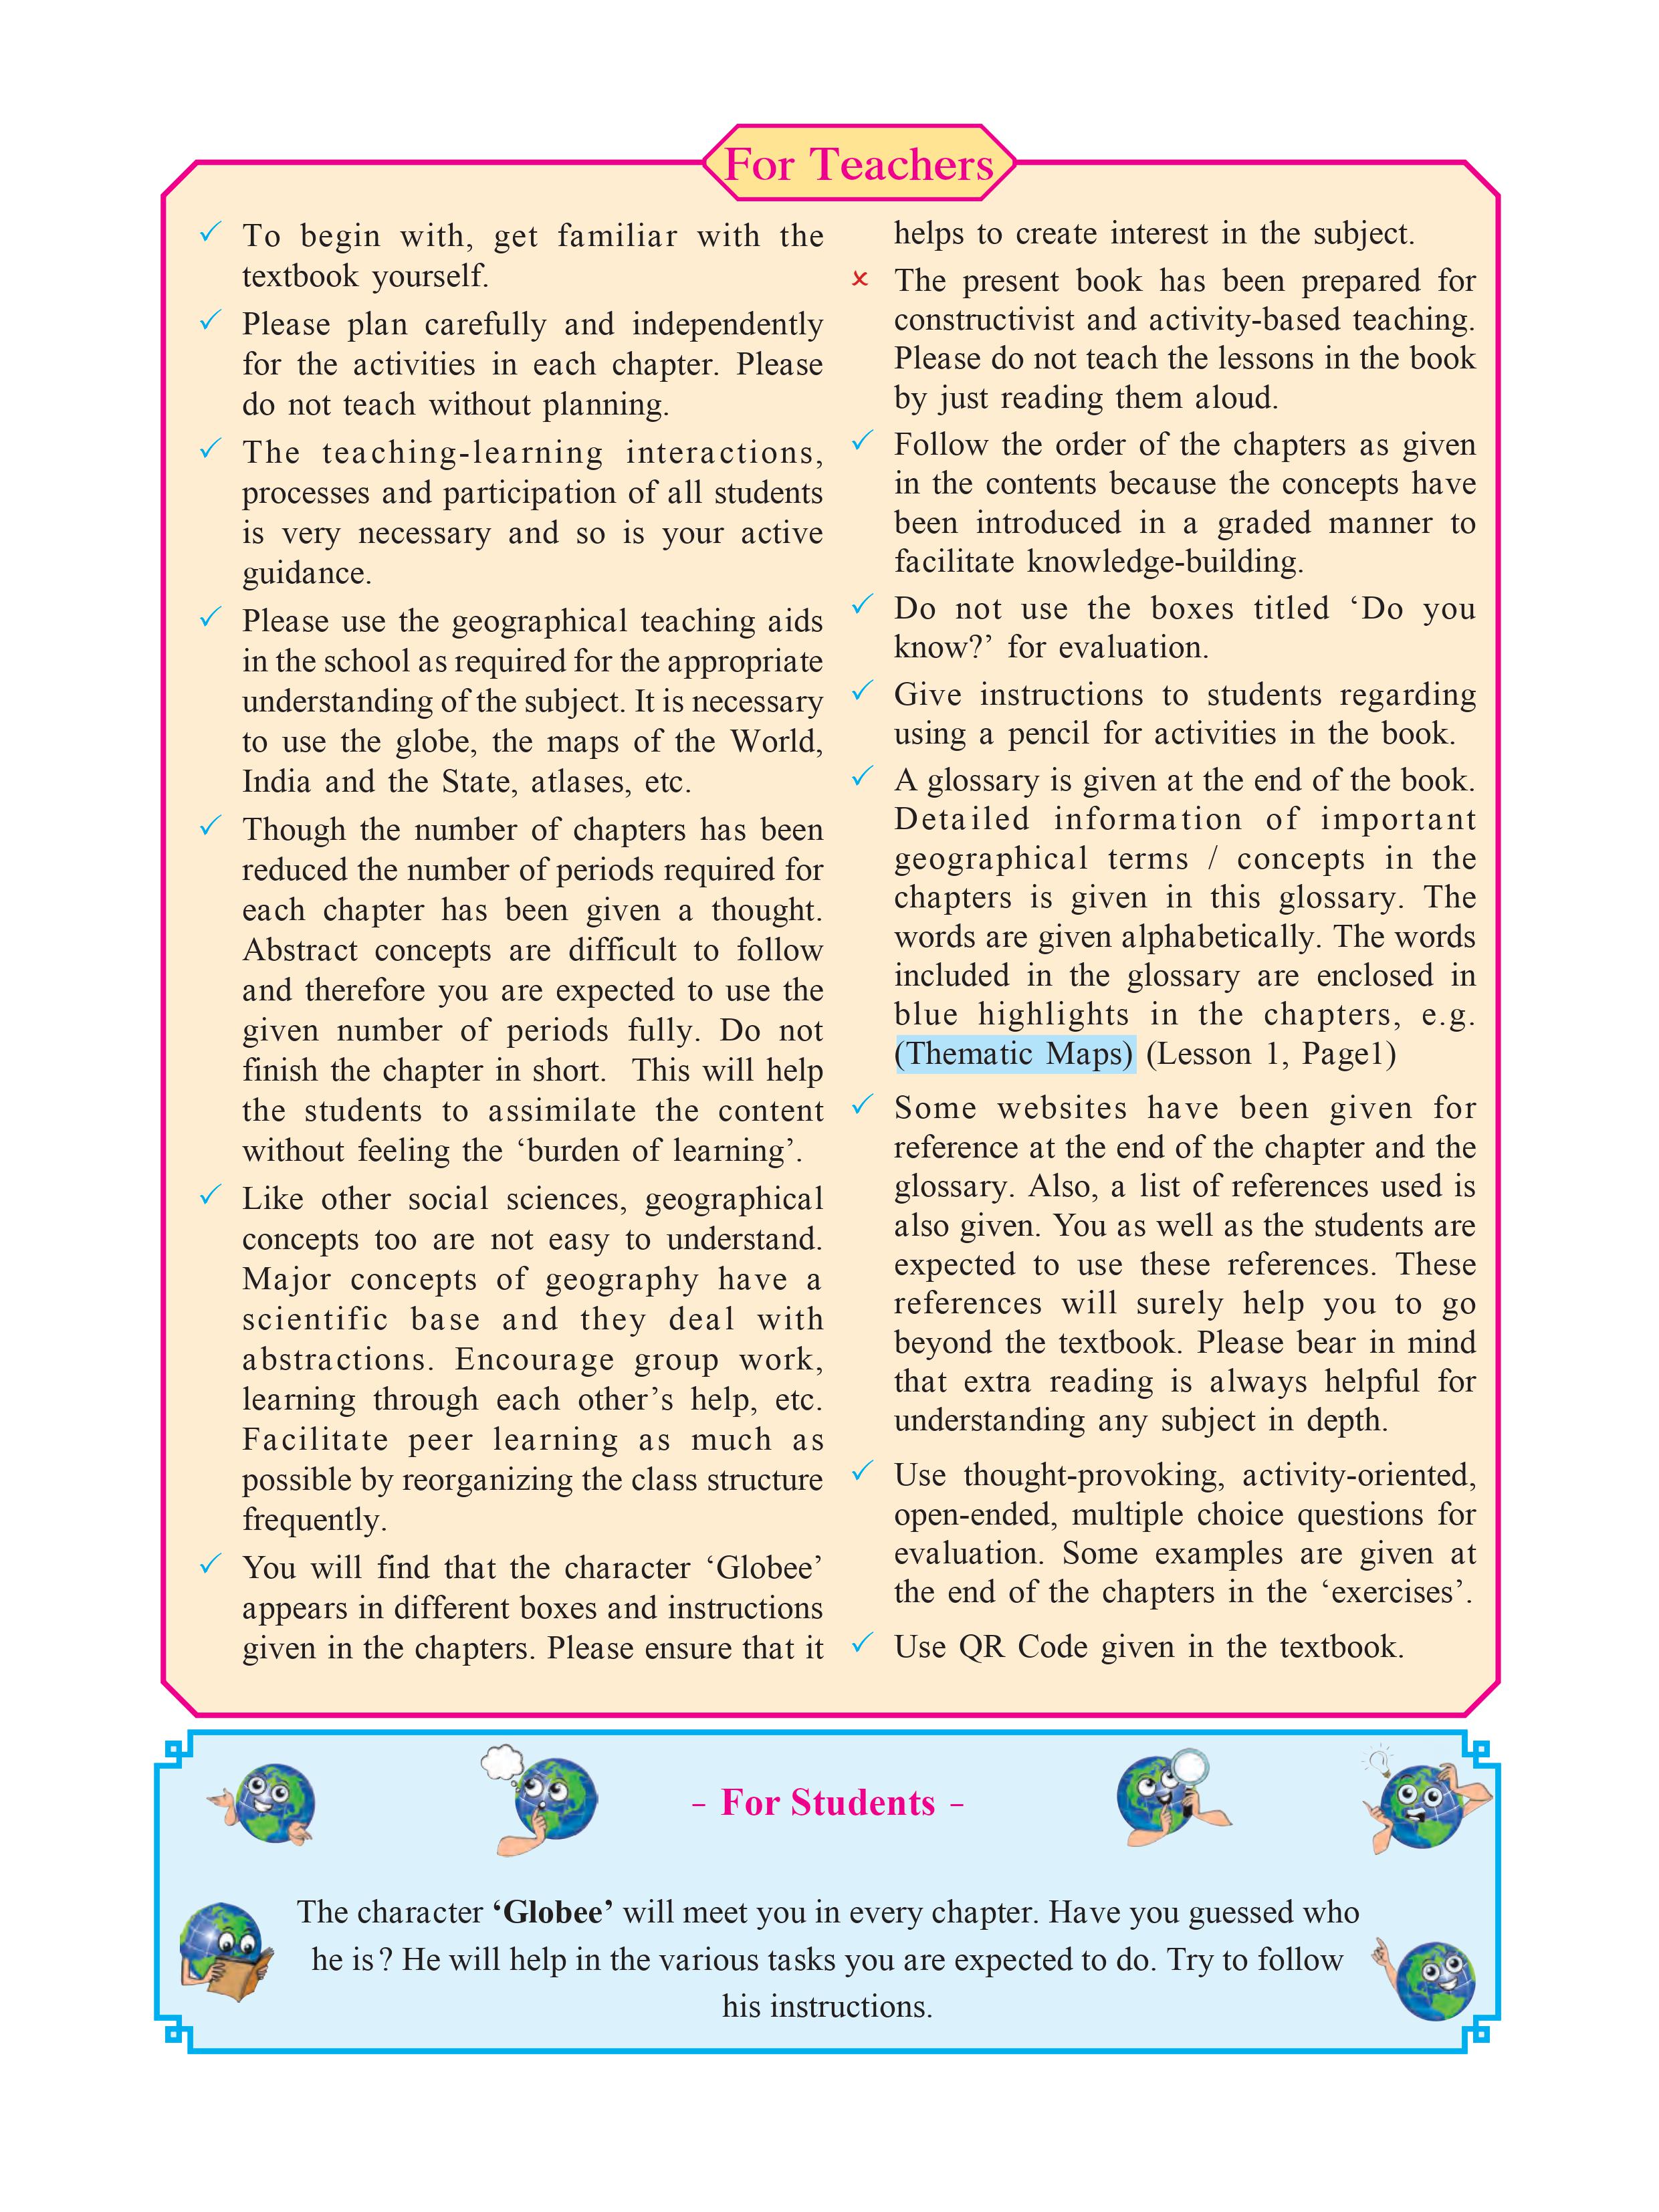 For Teachers
✓ To begin with, get familiar with the
textbook yourself.
✓ Please plan carefully and independently
for the activities in each chapter. Please
do not teach without planning.
✓ The teaching-learning interactions,
processes and participation of all students
is very necessary and so is your active
guidance.
✓ Please use the geographical teaching aids
in the school as required for the appropriate
understanding of the subject. It is necessary
to use the globe, the maps of the World,
India and the State, atlases, etc.
✓ Though the number of chapters has been
reduced the number of periods required for
each chapter has been given a thought.
Abstract concepts are difficult to follow
and therefore you are expected to use the
given number of periods fully. Do not
finish the chapter in short. This will help
the students to assimilate the content
without feeling the ‘burden of learning’.
✓ Like other social sciences, geographical
concepts too are not easy to understand.
Major concepts of geography have a
scientific base and they deal with
abstractions. Encourage group work,
learning through each other’s help, etc.
Facilitate peer learning as much as
possible by reorganizing the class structure
frequently.
✓ You will find that the character ‘Globee’
appears in different boxes and instructions
given in the chapters. Please ensure that it
helps to create interest in the subject.
✗ The present book has been prepared for
constructivist and activity-based teaching.
Please do not teach the lessons in the book
by just reading them aloud.
✓ Follow the order of the chapters as given
in the contents because the concepts have
been introduced in a graded manner to
facilitate knowledge-building.
✓ Do not use the boxes titled ‘Do you
know?’ for evaluation.
✓ Give instructions to students regarding
using a pencil for activities in the book.
✓ A glossary is given at the end of the book.
Detailed information of important
geographical terms / concepts in the
chapters is given in this glossary. The
words are given alphabetically. The words
included in the glossary are enclosed in
blue highlights in the chapters, e.g.
(Thematic Maps) (Lesson 1, Page1)
✓ Some websites have been given for
reference at the end of the chapter and the
glossary. Also, a list of references used is
also given. You as well as the students are
expected to use these references. These
references will surely help you to go
beyond the textbook. Please bear in mind
that extra reading is always helpful for
understanding any subject in depth.
✓ Use thought-provoking, activity-oriented,
open-ended, multiple choice questions for
evaluation. Some examples are given at
the end of the chapters in the ‘exercises’.
✓ Use QR Code given in the textbook.
- For Students -
The character ‘Globee’ will meet you in every chapter. Have you guessed who
he is? He will help in the various tasks you are expected to do. Try to follow
his instructions.